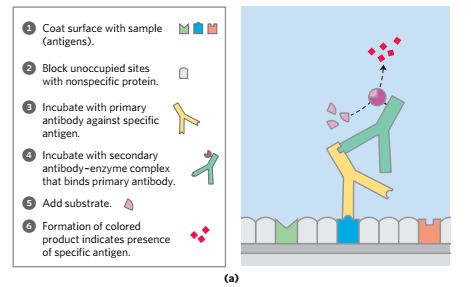 1 Coat surface with sample
(antigens).
2 Block unoccupied sites
with nonspecific protein.
3 Incubate with primary
antibody against specific
antigen.
4 Incubate with secondary
antibody–enzyme complex
that binds primary antibody.
5 Add substrate.
6 Formation of colored
product indicates presence
of specific antigen.
(a)